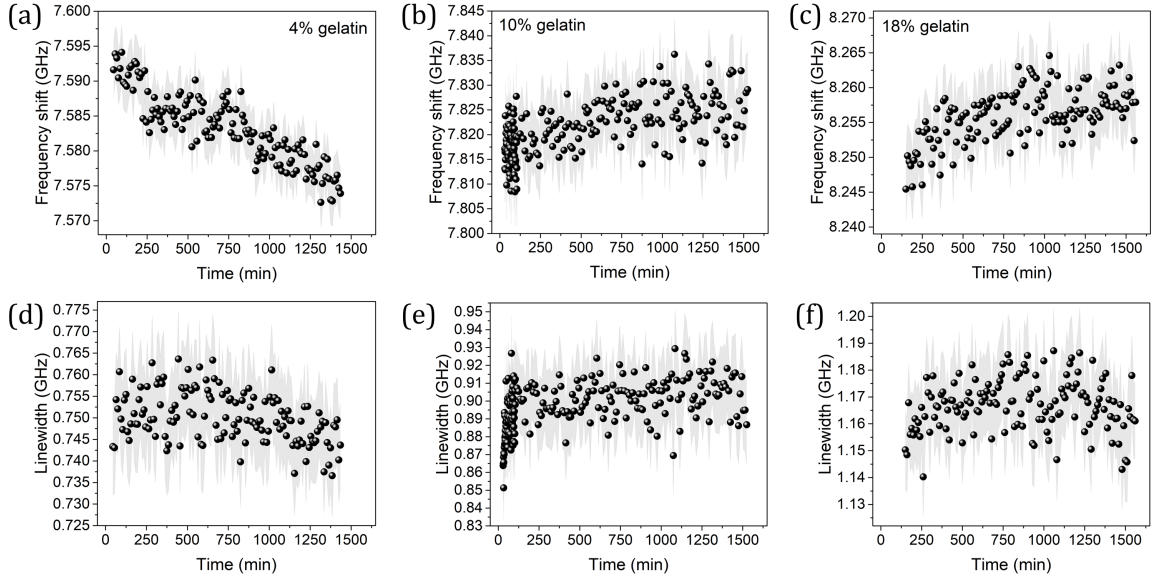 (a)
4% gelatin
Frequency shift (GHz)
7.600
7.595
7.590
7.585
7.580
7.575
7.570
0 250 500 750 1000 1250 1500
Time (min)
(b)
10% gelatin
Frequency shift (GHz)
7.845
7.840
7.835
7.830
7.825
7.820
7.815
7.810
7.805
7.800
0 250 500 750 1000 1250 1500
Time (min)
(c)
18% gelatin
Frequency shift (GHz)
8.270
8.265
8.260
8.255
8.250
8.245
8.240
0 250 500 750 1000 1250 1500
Time (min)
(d)
Linewidth (GHz)
0.775
0.770
0.765
0.760
0.755
0.750
0.745
0.740
0.735
0.730
0.725
0 250 500 750 1000 1250 1500
Time (min)
(e)
Linewidth (GHz)
0.95
0.94
0.93
0.92
0.91
0.90
0.89
0.88
0.87
0.86
0.85
0.84
0.83
0 250 500 750 1000 1250 1500
Time (min)
(f)
Linewidth (GHz)
1.20
1.19
1.18
1.17
1.16
1.15
1.14
1.13
0 250 500 750 1000 1250 1500
Time (min)